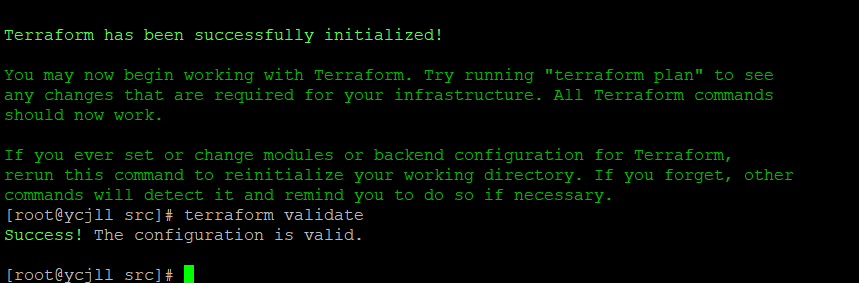 Terraform has been successfully initialized!
You may now begin working with Terraform. Try running "terraform plan" to see
any changes that are required for your infrastructure. All Terraform commands
should now work.
If you ever set or change modules or backend configuration for Terraform,
rerun this command to reinitialize your working directory. If you forget, other
commands will detect it and remind you to do so if necessary.
[root@ycjll src]# terraform validate
Success! The configuration is valid.
[root@ycjll src]#